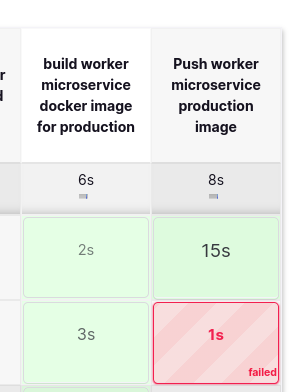 r
d
build worker
microservice
docker image
for production
Push worker
microservice
production
image
6s
8s
2s
15s
3s
1s
failed